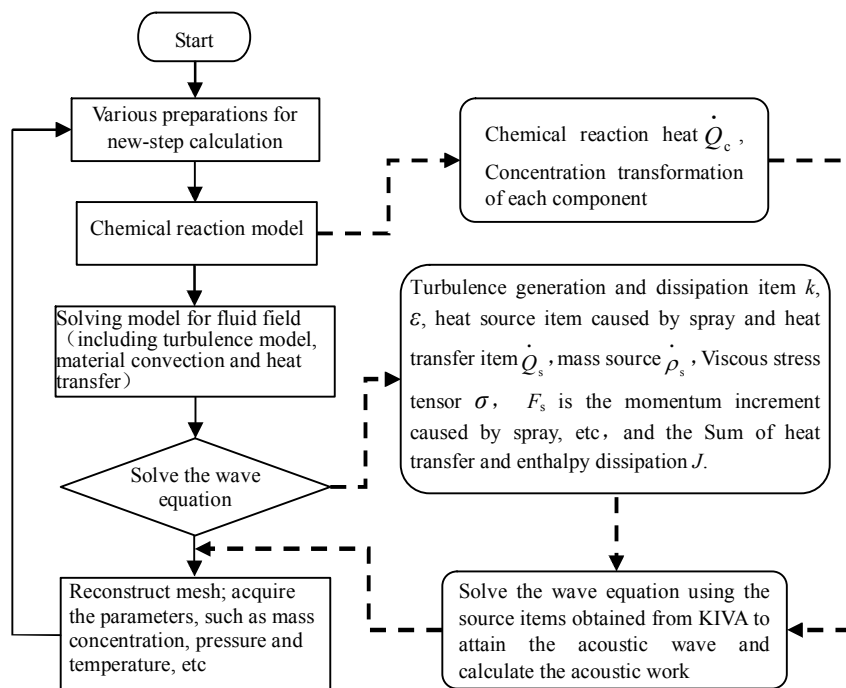 Start
Various preparations for
new-step calculation
Chemical reaction heat Q̇c ,
Concentration transformation
of each component
Chemical reaction model
Turbulence generation and dissipation item k,
ε, heat source item caused by spray and heat
transfer item Q̇s, mass source ρ̇s, Viscous stress
tensor σ, Fs is the momentum increment
caused by spray, etc, and the Sum of heat
transfer and enthalpy dissipation J.
Solving model for fluid field
(including turbulence model,
material convection and heat
transfer)
Solve the wave
equation
Reconstruct mesh; acquire
the parameters, such as mass
concentration, pressure and
temperature, etc
Solve the wave equation using the
source items obtained from KIVA to
attain the acoustic wave and
calculate the acoustic work